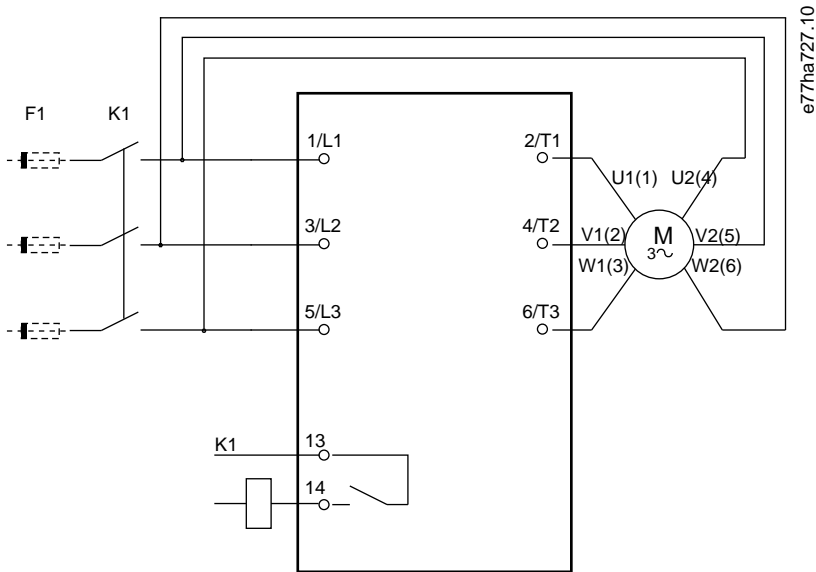 e77ha727.10
F1 K1
1/L1 2/T1
U1(1) U2(4)
3/L2 4/T2
V1(2) M V2(5)
3~
W1(3) W2(6)
5/L3 6/T3
K1 13
14